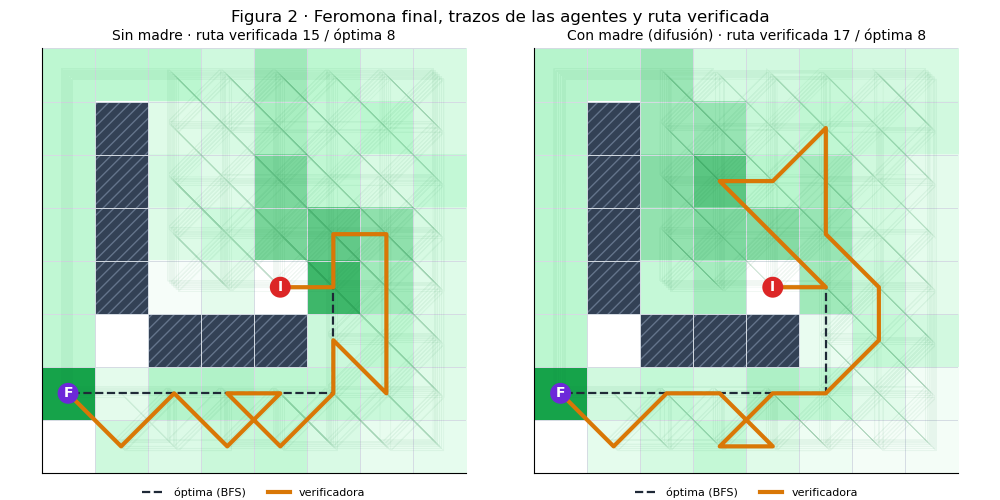 Figura 2 · Feromona final, trazos de las agentes y ruta verificada
Sin madre · ruta verificada 15 / óptima 8
Con madre (difusión) · ruta verificada 17 / óptima 8
I
F
I
F
óptima (BFS)
verificadora
óptima (BFS)
verificadora